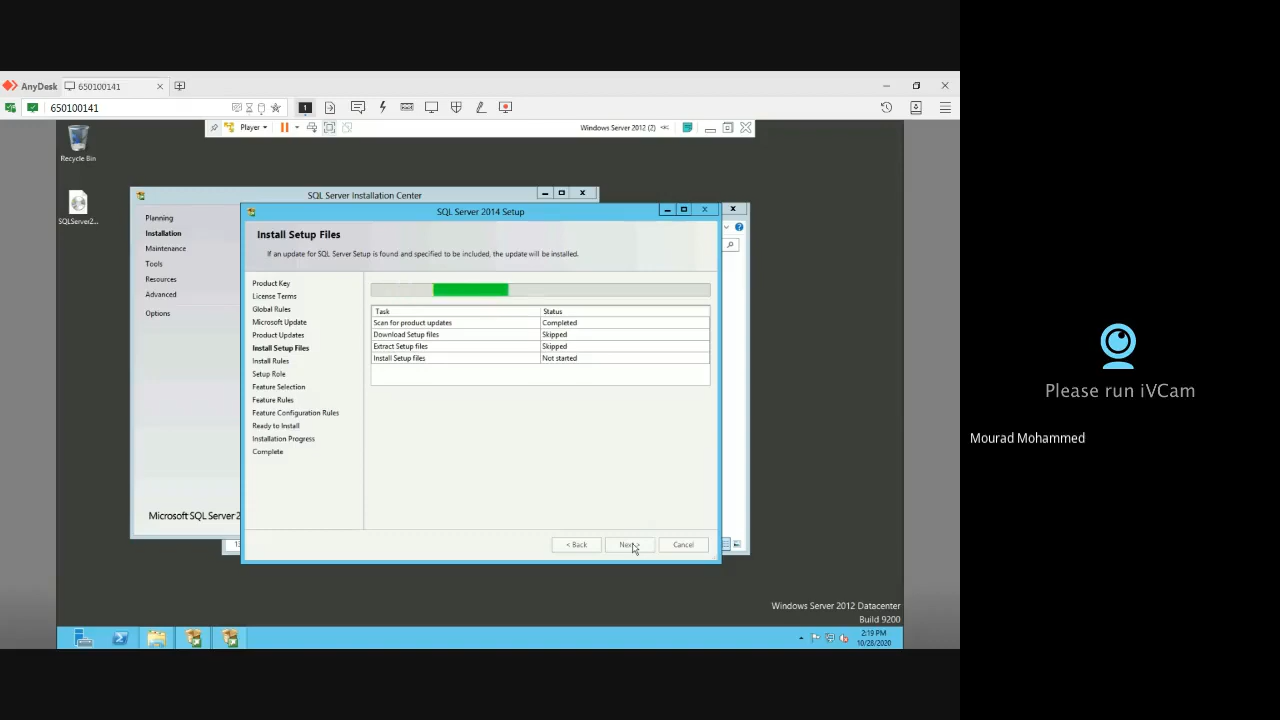 AnyDesk
650100141
650100141
1
Player
Windows Server 2012 (2)
Recycle Bin
SQLServer2...
SQL Server Installation Center
Planning
Installation
Maintenance
Tools
Resources
Advanced
Options
Microsoft SQL Server 2
SQL Server 2014 Setup
Install Setup Files
If an update for SQL Server Setup is found and specified to be included, the update will be installed.
Product Key
License Terms
Global Rules
Microsoft Update
Product Updates
Install Setup Files
Install Rules
Setup Role
Feature Selection
Feature Rules
Feature Configuration Rules
Ready to Install
Installation Progress
Complete
Task Status
Scan for product updates Completed
Download Setup files Skipped
Extract Setup files Skipped
Install Setup files Not started
< Back Next > Cancel
13
Windows Server 2012 Datacenter
Build 9200
2:19 PM
10/28/2020
Please run iVCam
Mourad Mohammed